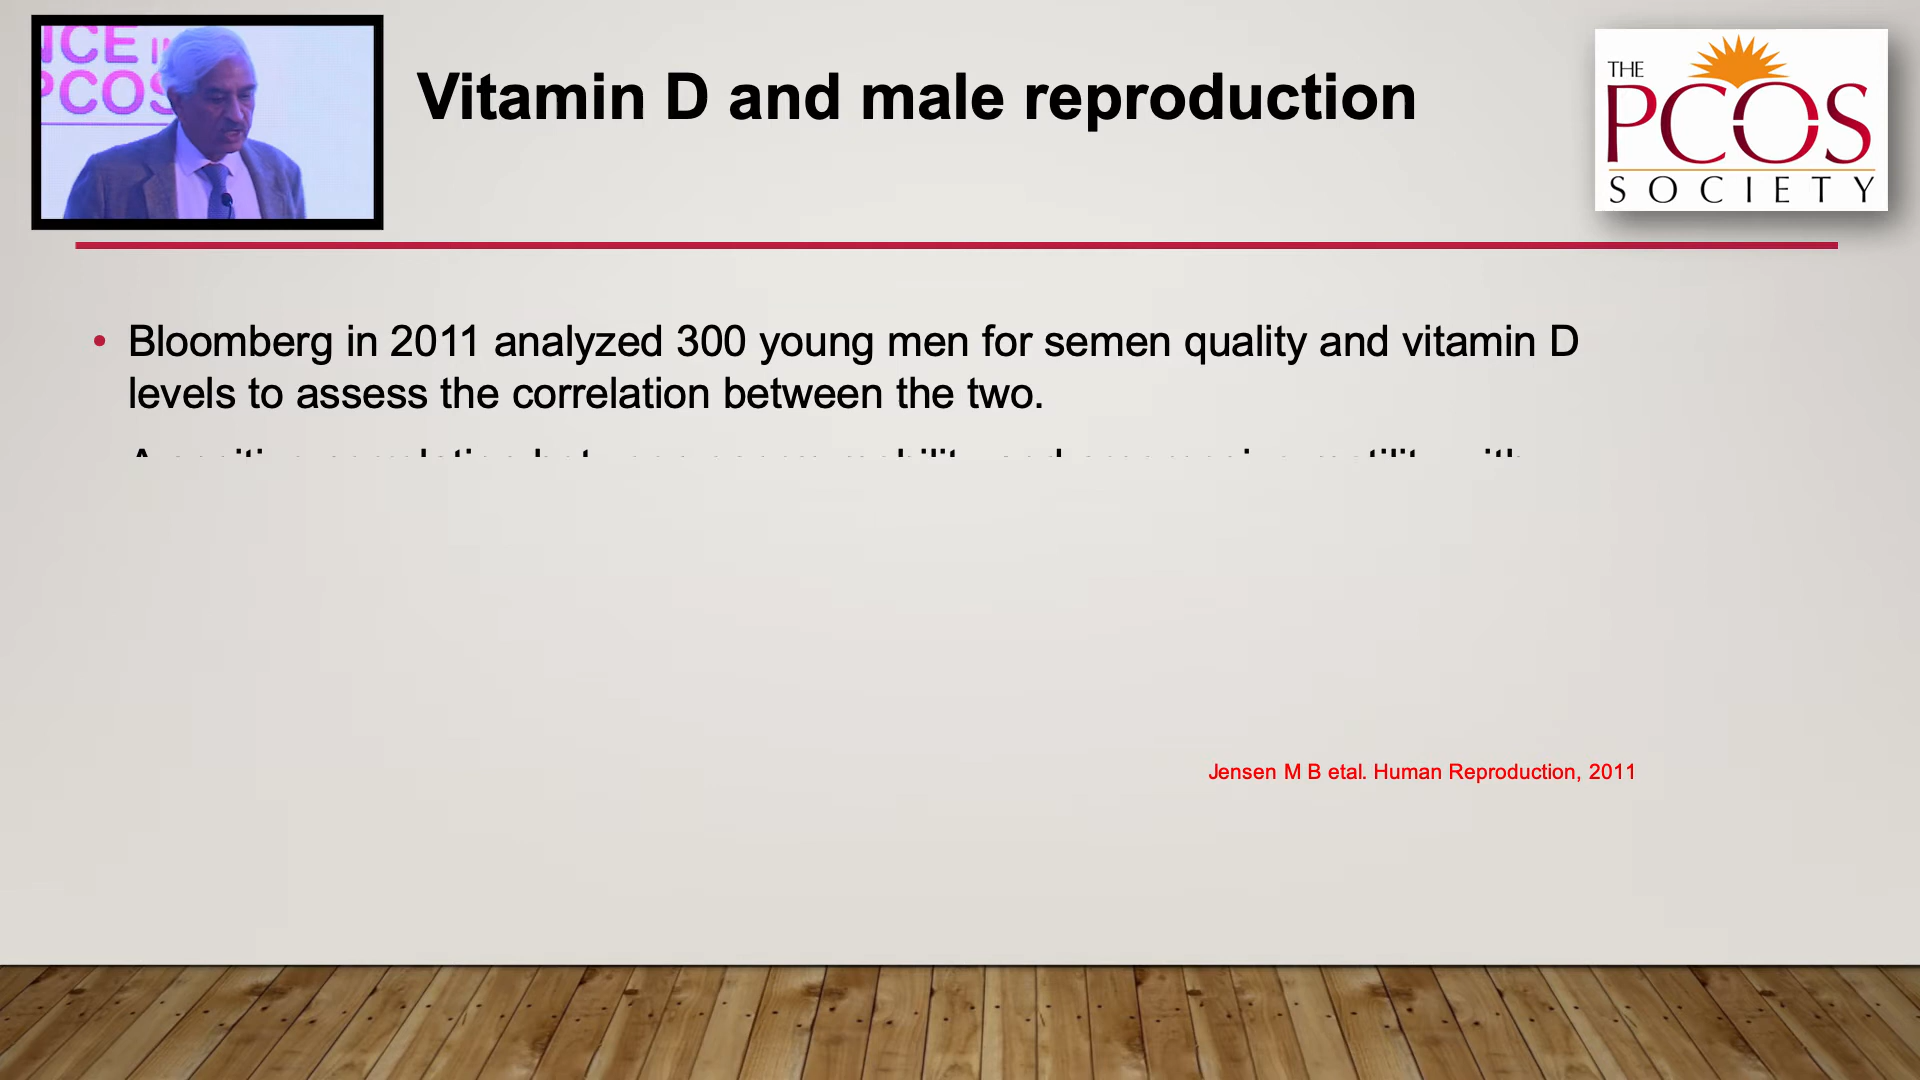 Vitamin D and male reproduction
THE
PCOS
SOCIETY
PCOS
• Bloomberg in 2011 analyzed 300 young men for semen quality and vitamin D
levels to assess the correlation between the two.
Jensen M B etal. Human Reproduction, 2011